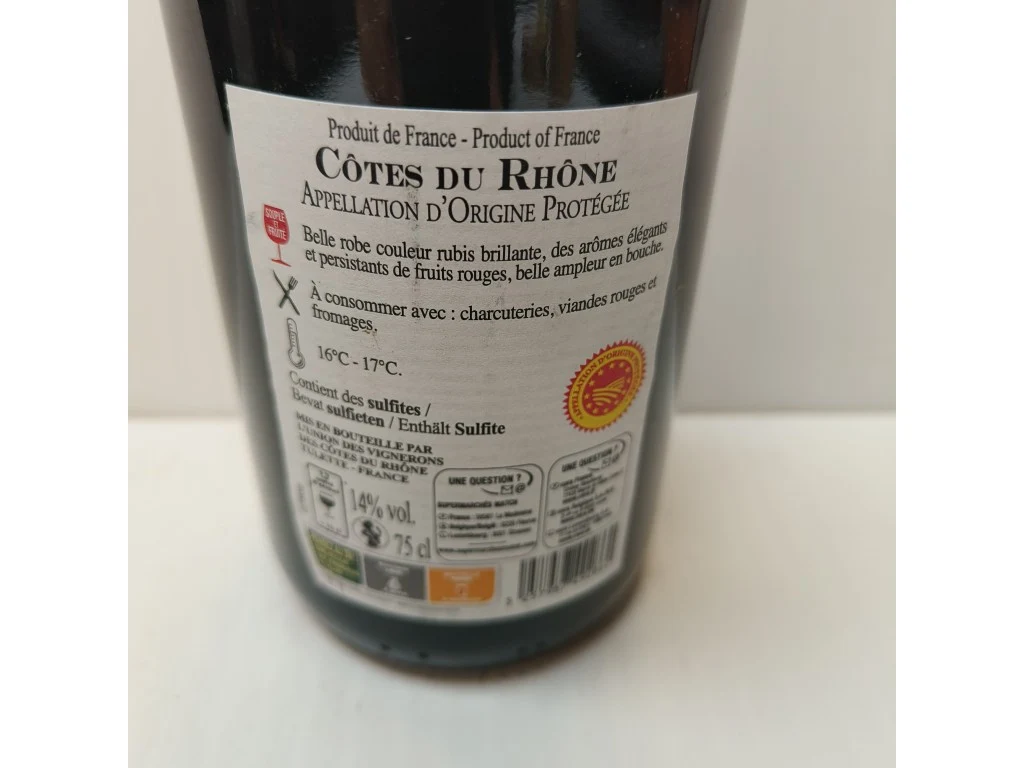 Produit de France - Product of France
CÔTES DU RHÔNE
APPELLATION D'ORIGINE PROTÉGÉE
SOUPLE
ET
FRUITÉ
Belle robe couleur rubis brillante, des arômes élégants
et persistants de fruits rouges, belle ampleur en bouche.
À consommer avec : charcuteries, viandes rouges et
fromages.
16°C - 17°C.
APPELLATION D'ORIGINE PROTÉGÉE
Contient des sulfites /
Bevat sulfieten / Enthält Sulfite
MIS EN BOUTEILLE PAR
L'UNION DES VIGNERONS
DES CÔTES DU RHÔNE
TULETTE - FRANCE
14% vol.
75 cl
UNE QUESTION ?
SUPERMARCHÉS MATCH
UNE QUESTION ?